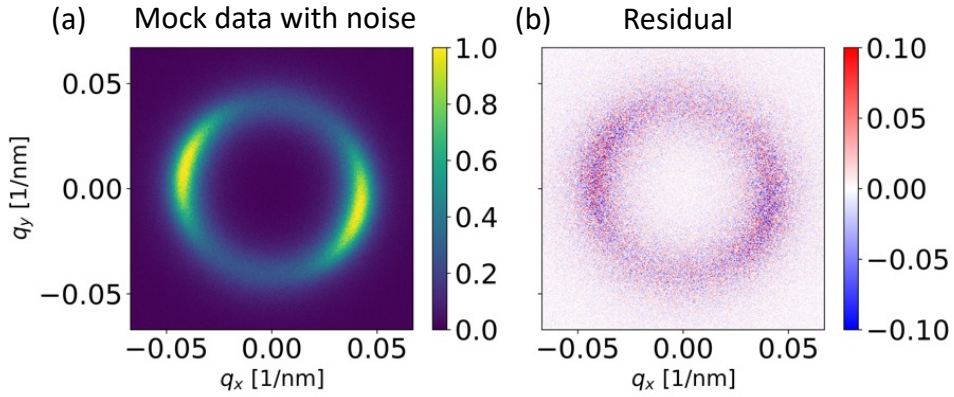 (a) Mock data with noise
(b) Residual
0.05
0.00
−0.05
q_y [1/nm]
−0.05 0.00 0.05
q_x [1/nm]
1.0
0.8
0.6
0.4
0.2
0.0
−0.05 0.00 0.05
q_x [1/nm]
0.10
0.05
0.00
−0.05
−0.10